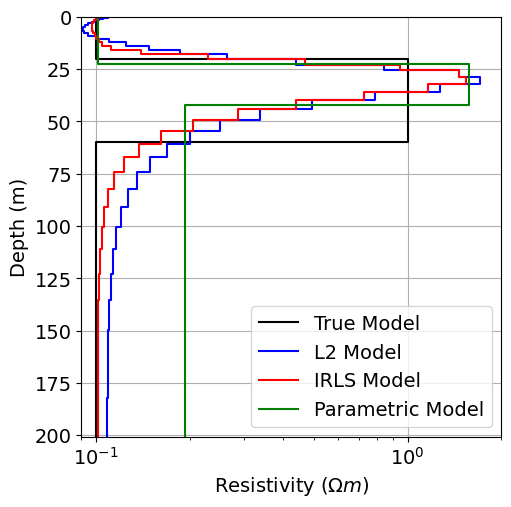 0
25
50
75
100
125
150
175
200
Depth (m)
True Model
L2 Model
IRLS Model
Parametric Model
10⁻¹ 10⁰
Resistivity (Ωm)